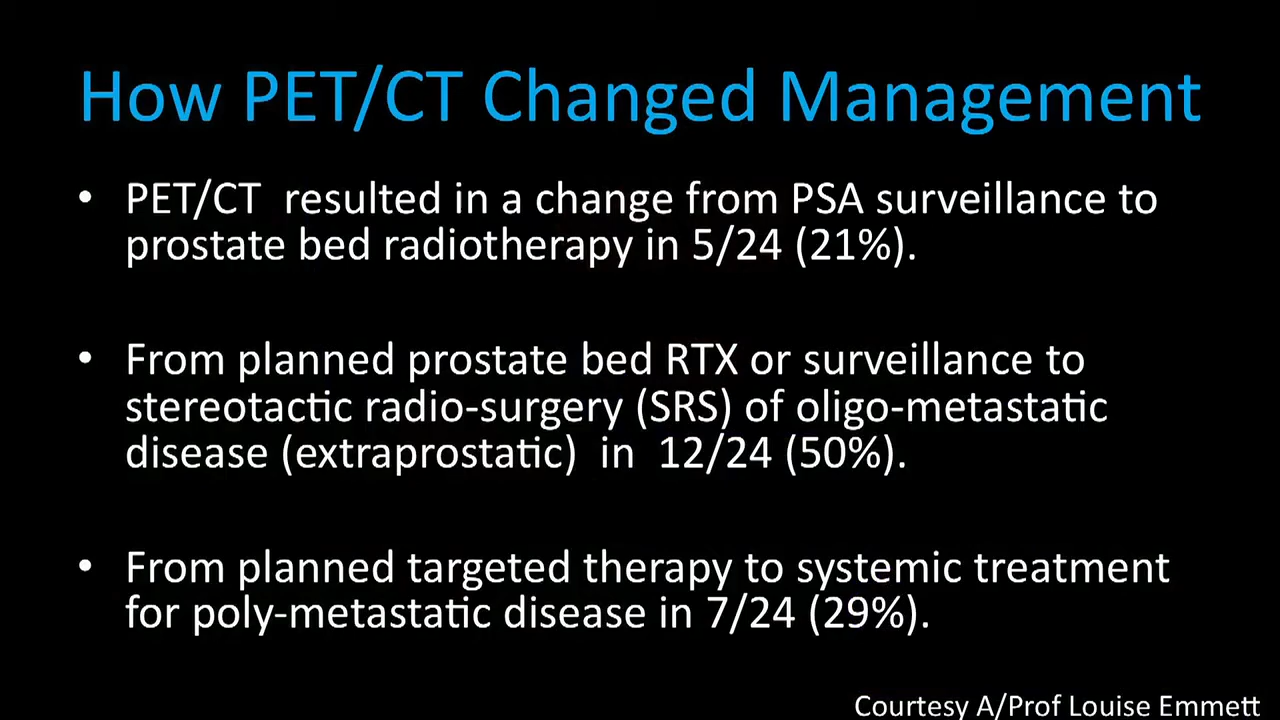 How PET/CT Changed Management
• PET/CT resulted in a change from PSA surveillance to
prostate bed radiotherapy in 5/24 (21%).
• From planned prostate bed RTX or surveillance to
stereotactic radio-surgery (SRS) of oligo-metastatic
disease (extraprostatic) in 12/24 (50%).
• From planned targeted therapy to systemic treatment
for poly-metastatic disease in 7/24 (29%).
Courtesy A/Prof Louise Emmett